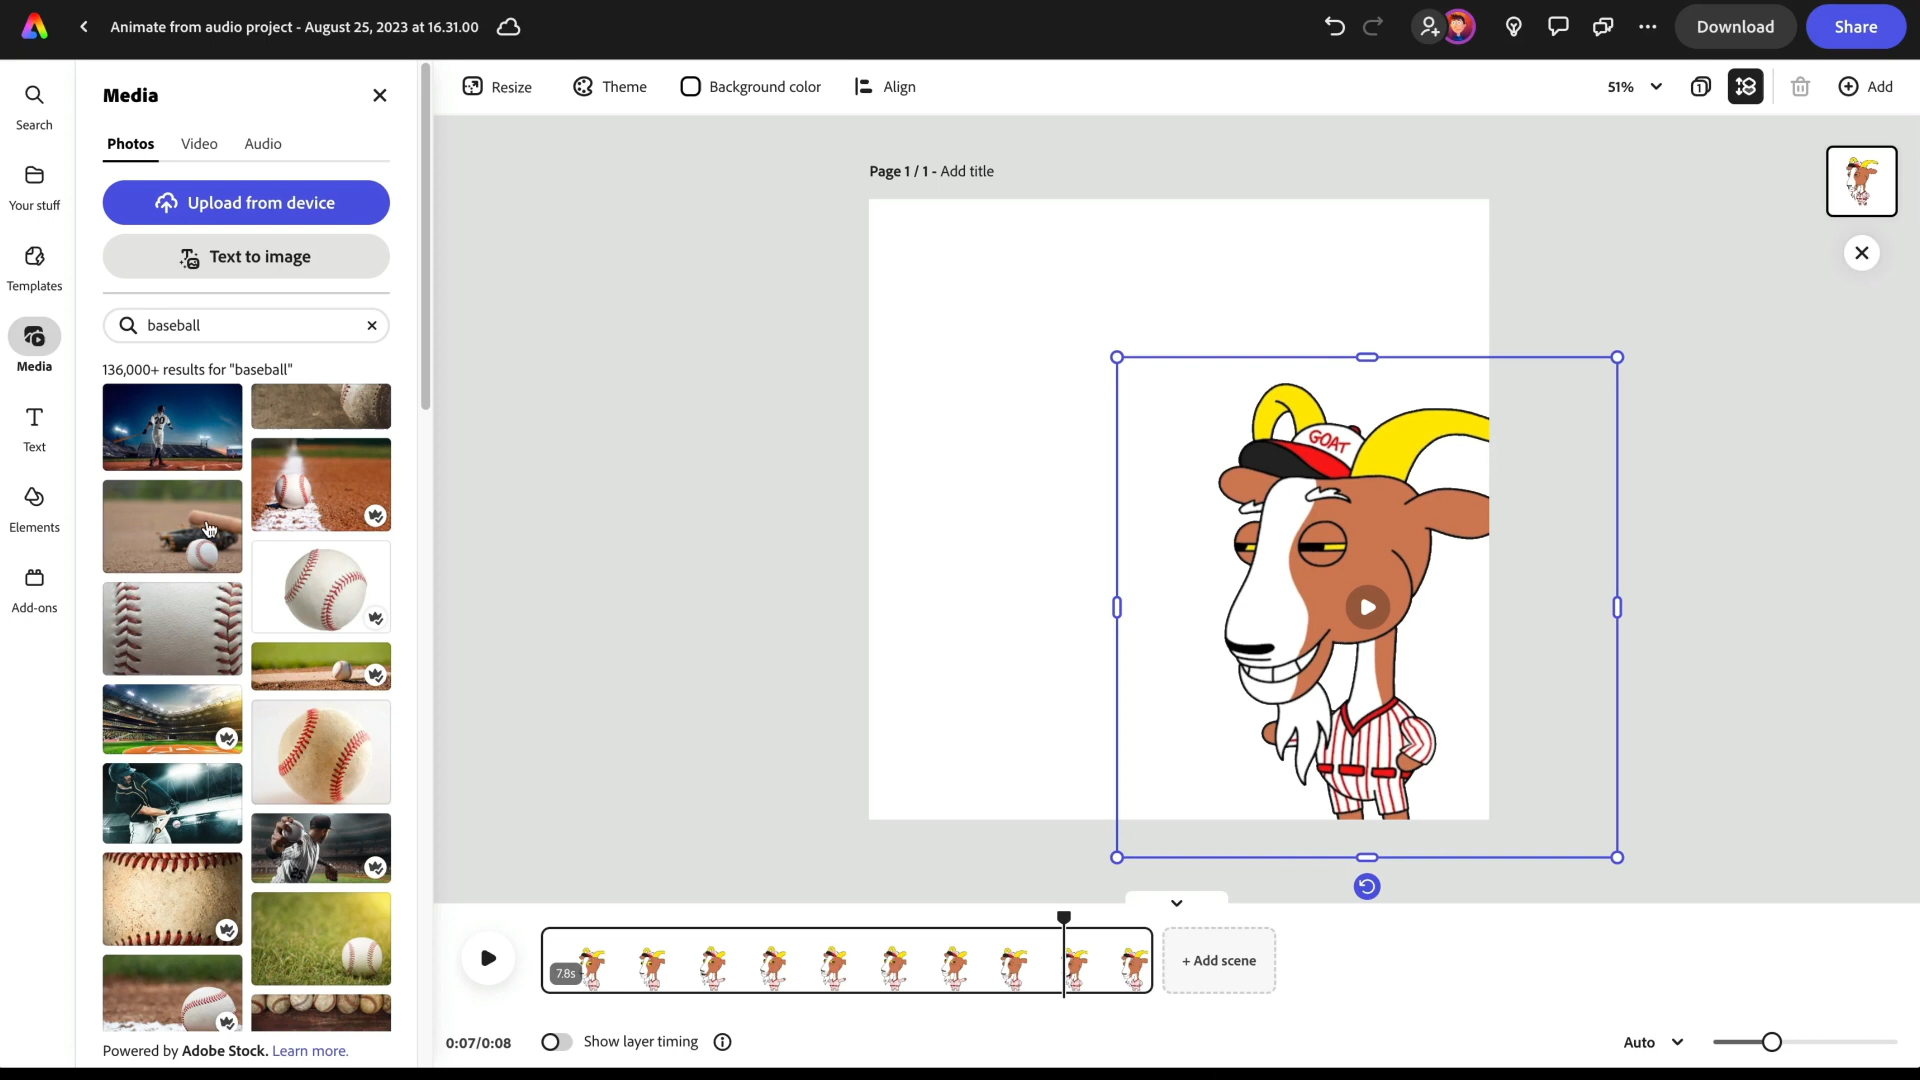 Animate from audio project - August 25, 2023 at 16.31.00
Download
Share
Search
Your stuff
Templates
Media
Text
Elements
Add-ons
Media
Photos
Video
Audio
Upload from device
Text to image
baseball
136,000+ results for "baseball"
20
25
Powered by Adobe Stock. Learn more.
Resize
Theme
Background color
Align
51%
1
Add
Page 1 / 1 - Add title
GOAT
7.8s
+ Add scene
0:07/0:08
Show layer timing
Auto